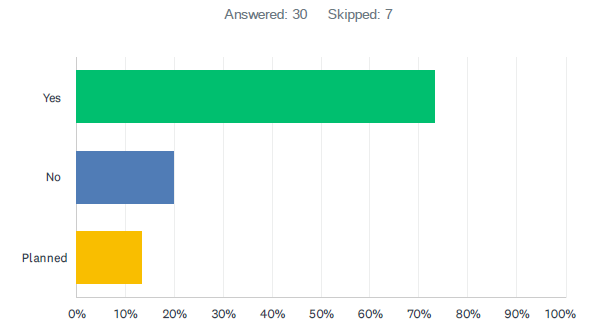 Answered: 30 Skipped: 7
Yes
No
Planned
0% 10% 20% 30% 40% 50% 60% 70% 80% 90% 100%